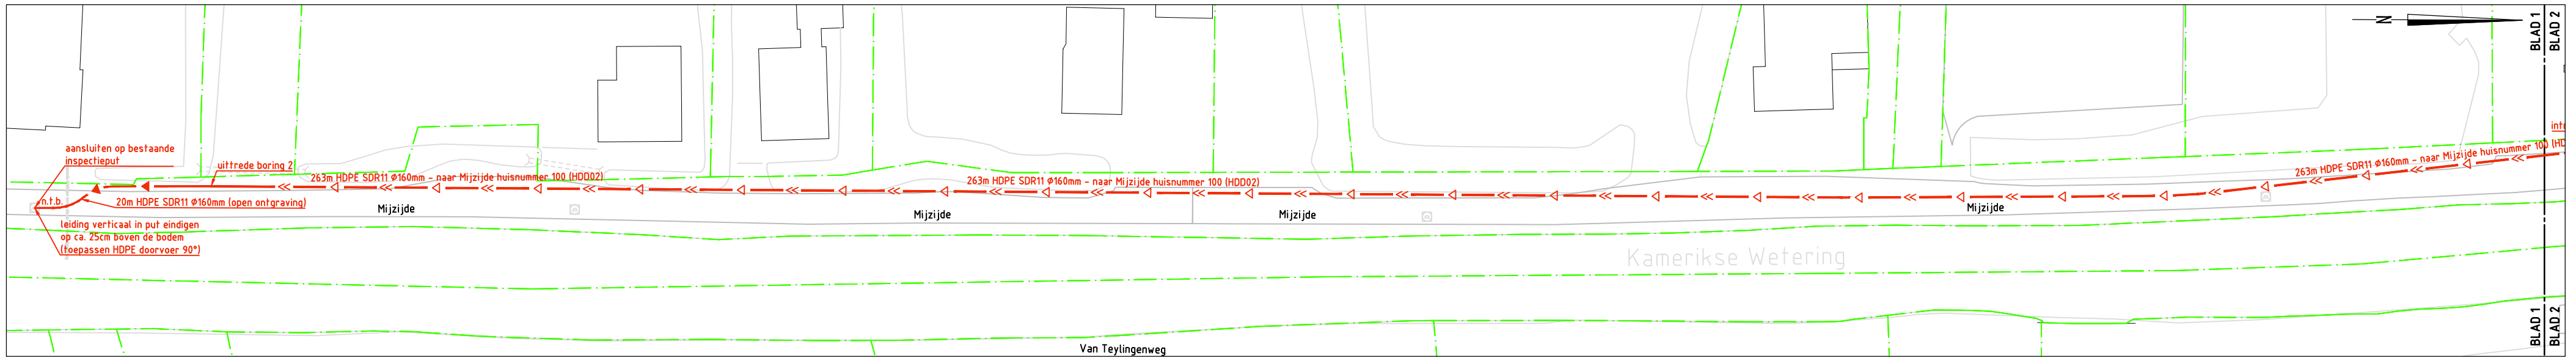 N
BLAD 1
BLAD 2
aansluiten op bestaande
inspectieput
uittrede boring 2
263m HDPE SDR11 Ø160mm - naar Mijzijde huisnummer 100 (HDD02)
263m HDPE SDR11 Ø160mm - naar Mijzijde huisnummer 100 (HDD02)
263m HDPE SDR11 Ø160mm - naar Mijzijde huisnummer 100 (HD
n.t.b.
20m HDPE SDR11 Ø160mm (open ontgraving)
Mijzijde
Mijzijde
Mijzijde
Mijzijde
leiding verticaal in put eindigen
op ca. 25cm boven de bodem
(toepassen HDPE doorvoer 90°)
Kamerikse Wetering
Van Teylingenweg
BLAD 1
BLAD 2